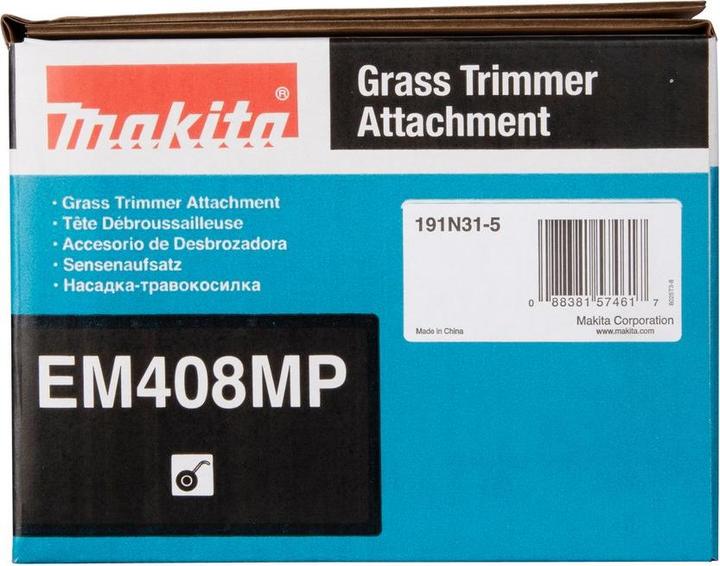 makita®
Grass Trimmer
Attachment
· Grass Trimmer Attachment
· Tête Débroussailleuse
· Accesorio de Desbrozadora
· Sensenaufsatz
· Насадка-травокосилка
EM408MP
191N31-5
0 88381 57461 7
Made in China
Makita Corporation
www.makita.com